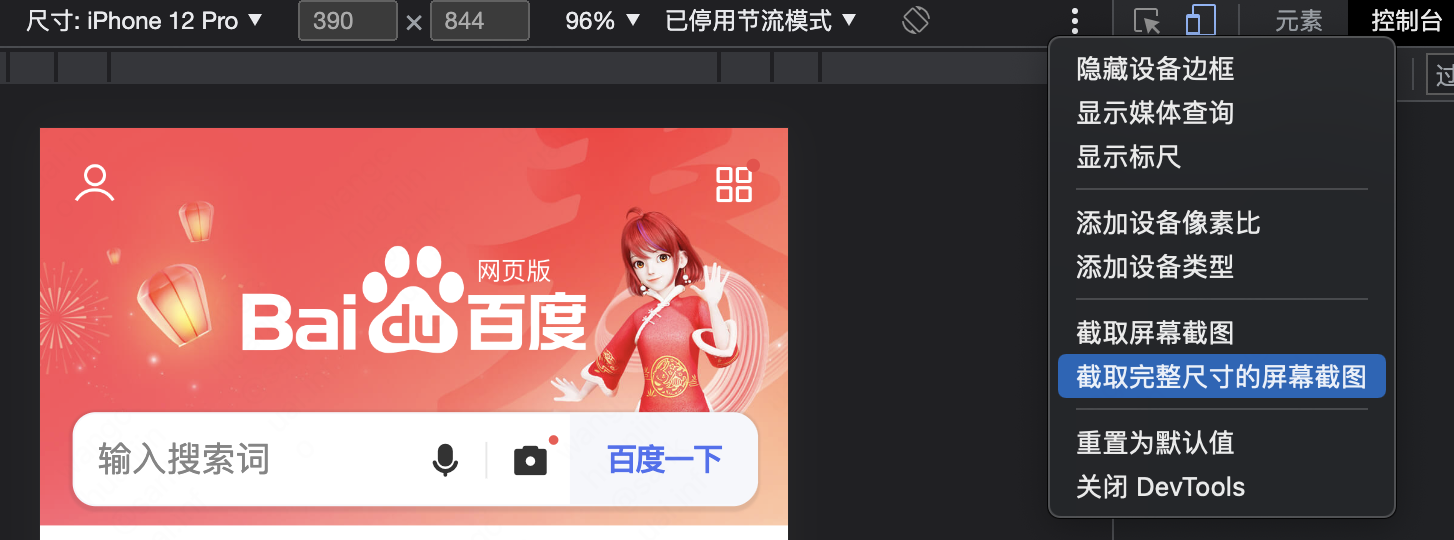 尺寸: iPhone 12 Pro ▼ 390 × 844 96% ▼ 已停用节流模式 ▼ 元素 控制台
过
隐藏设备边框
显示媒体查询
显示标尺
添加设备像素比
添加设备类型
截取屏幕截图
截取完整尺寸的屏幕截图
重置为默认值
关闭 DevTools
网页版
Bai du 百度
输入搜索词 百度一下